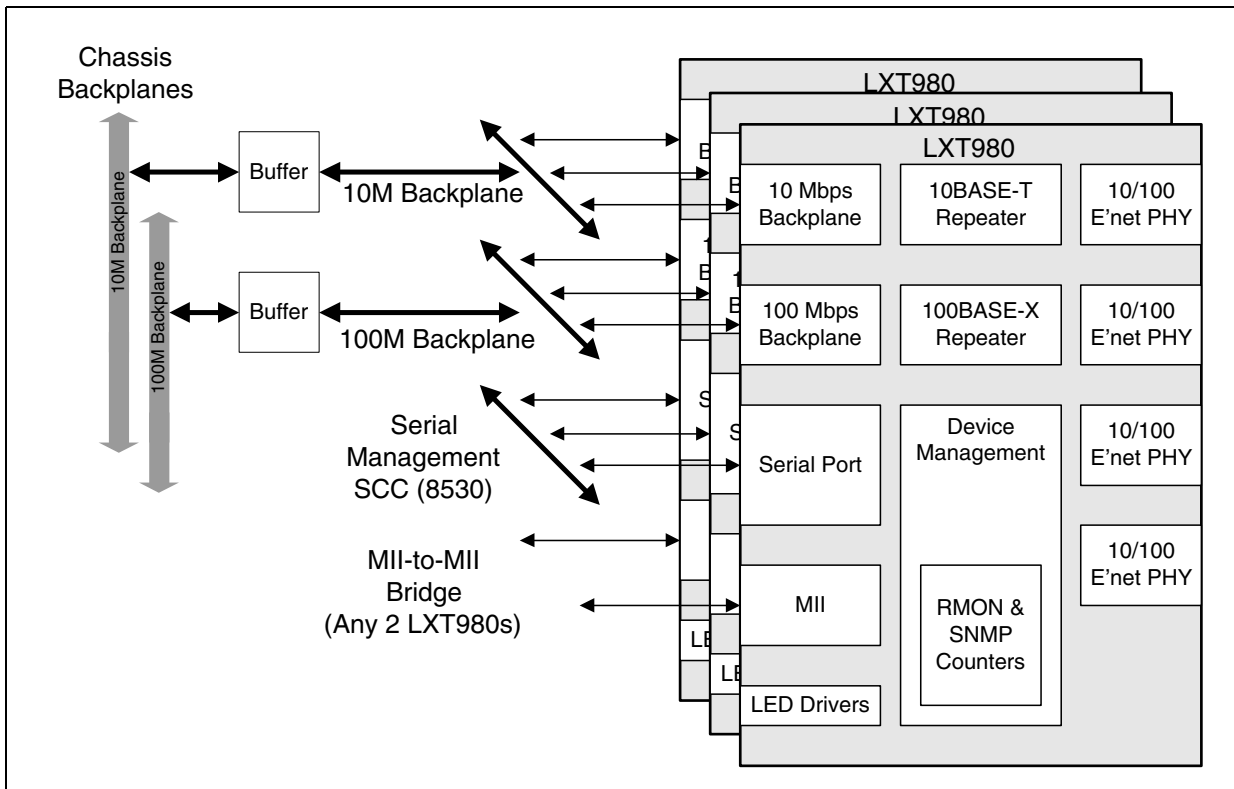 Chassis
Backplanes
10M Backplane
100M Backplane
Buffer
10M Backplane
Buffer
100M Backplane
Serial
Management
SCC (8530)
MII-to-MII
Bridge
(Any 2 LXT980s)
LXT980
LXT980
LXT980
10 Mbps
Backplane
10BASE-T
Repeater
10/100
E'net PHY
100 Mbps
Backplane
100BASE-X
Repeater
10/100
E'net PHY
Serial Port
Device
Management
10/100
E'net PHY
MII
RMON &
SNMP
Counters
10/100
E'net PHY
LED Drivers